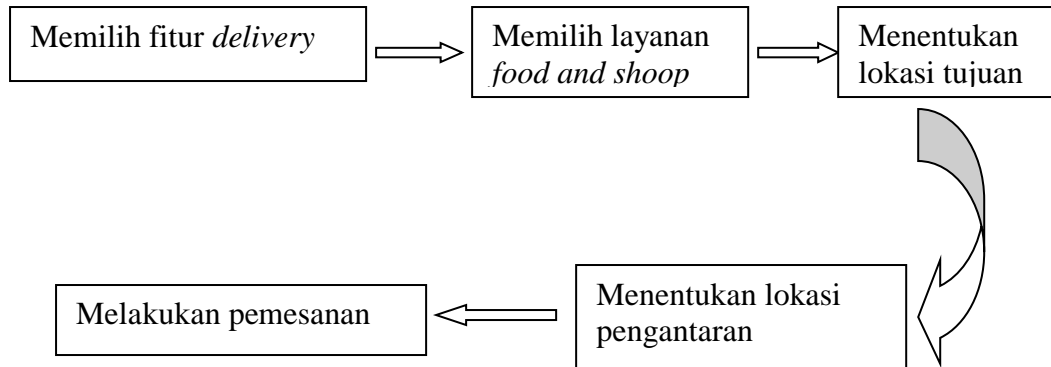 Memilih fitur delivery
Memilih layanan
food and shoop
Menentukan
lokasi tujuan
Menentukan lokasi
pengantaran
Melakukan pemesanan